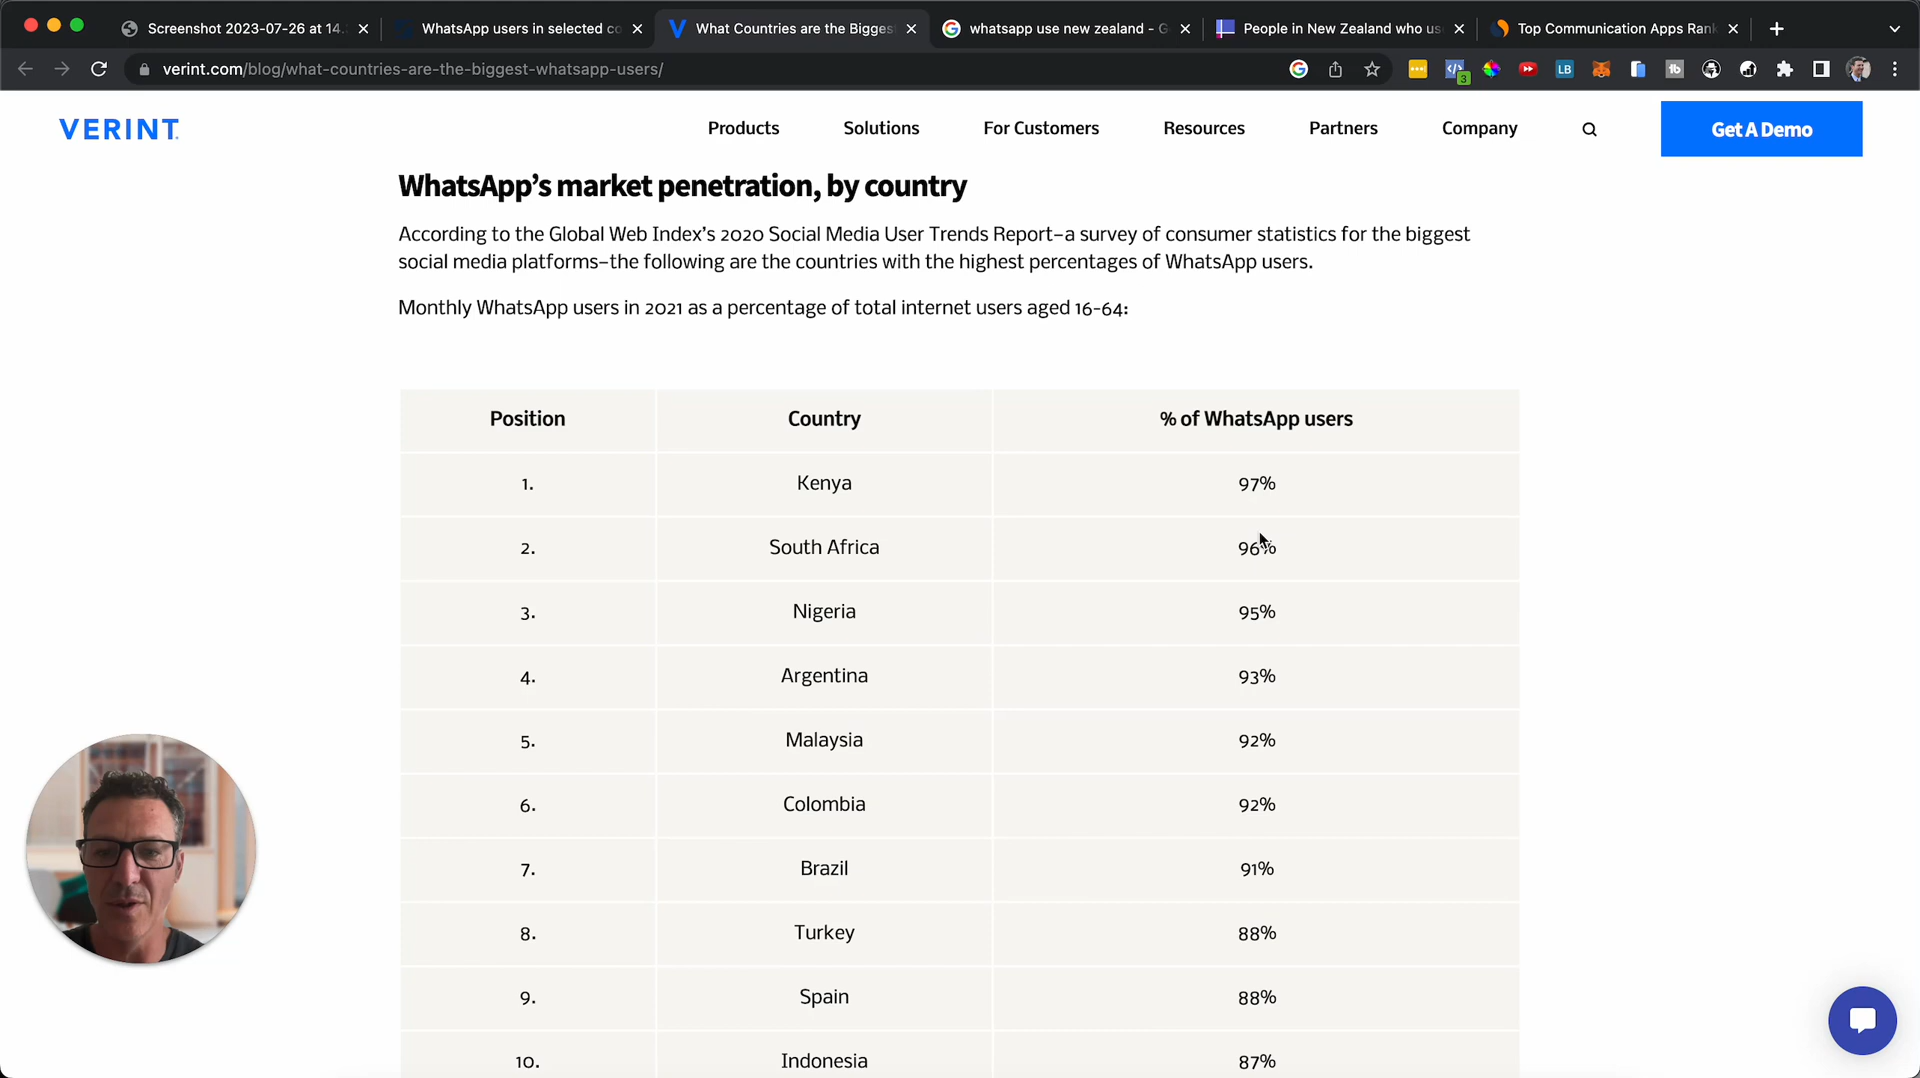 Screenshot 2023-07-26 at 14.
WhatsApp users in selected co
What Countries are the Bigges
whatsapp use new zealand - G
People in New Zealand who us
Top Communication Apps Rank
verint.com/blog/what-countries-are-the-biggest-whatsapp-users/
3
LB
VERINT
Products
Solutions
For Customers
Resources
Partners
Company
Get A Demo
WhatsApp’s market penetration, by country
According to the Global Web Index’s 2020 Social Media User Trends Report–a survey of consumer statistics for the biggest
social media platforms–the following are the countries with the highest percentages of WhatsApp users.
Monthly WhatsApp users in 2021 as a percentage of total internet users aged 16-64:
Position Country % of WhatsApp users
1. Kenya 97%
2. South Africa 96%
3. Nigeria 95%
4. Argentina 93%
5. Malaysia 92%
6. Colombia 92%
7. Brazil 91%
8. Turkey 88%
9. Spain 88%
10. Indonesia 87%